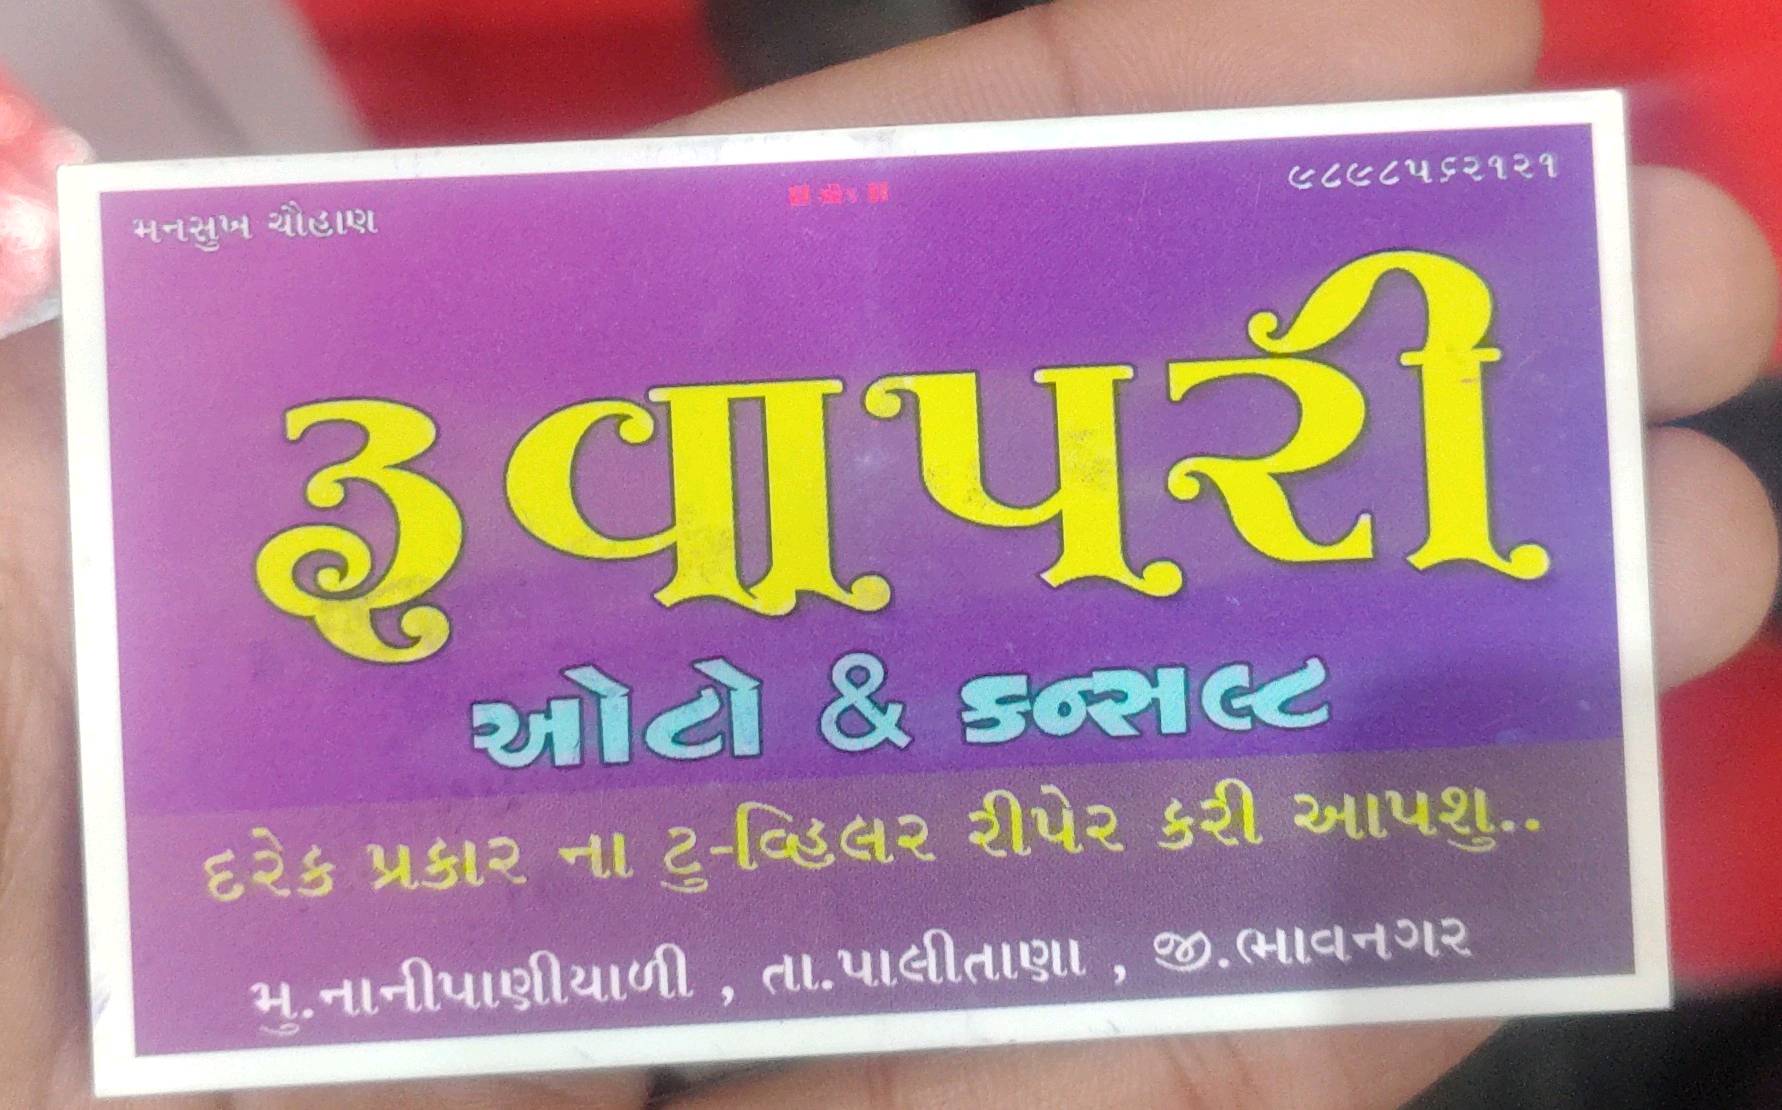 મનસુખ ચૌહાણ
૯૮૯૮૫૬૨૧૨૧
રૂવાપરી
ઓટો & કન્સલ્ટ
દરેક પ્રકાર ના ટુ-વ્હિલર રીપેર કરી આપશુ..
મુ.નાનીપાણીયાળી , તા.પાલીતાણા , જી.ભાવનગર